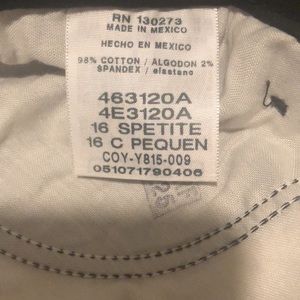 RN 130273
MADE IN MEXICO
HECHO EN MEXICO
98% COTTON / ALGODON 2%
SPANDEX / elastano
463120A
4E3120A
16 SPETITE
16 C PEQUEN
COY-Y815-009
051071790406